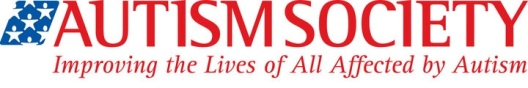 AUTISM SOCIETY
Improving the Lives of All Affected by Autism